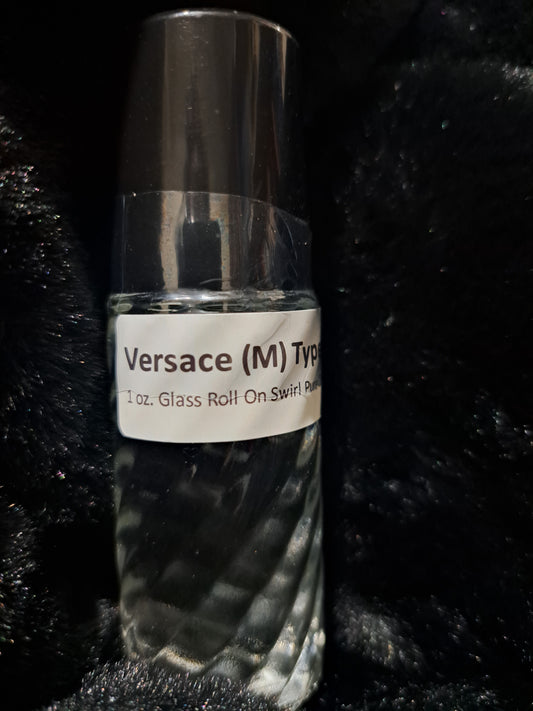 Versace (M) Type
1 oz. Glass Roll On Swirl